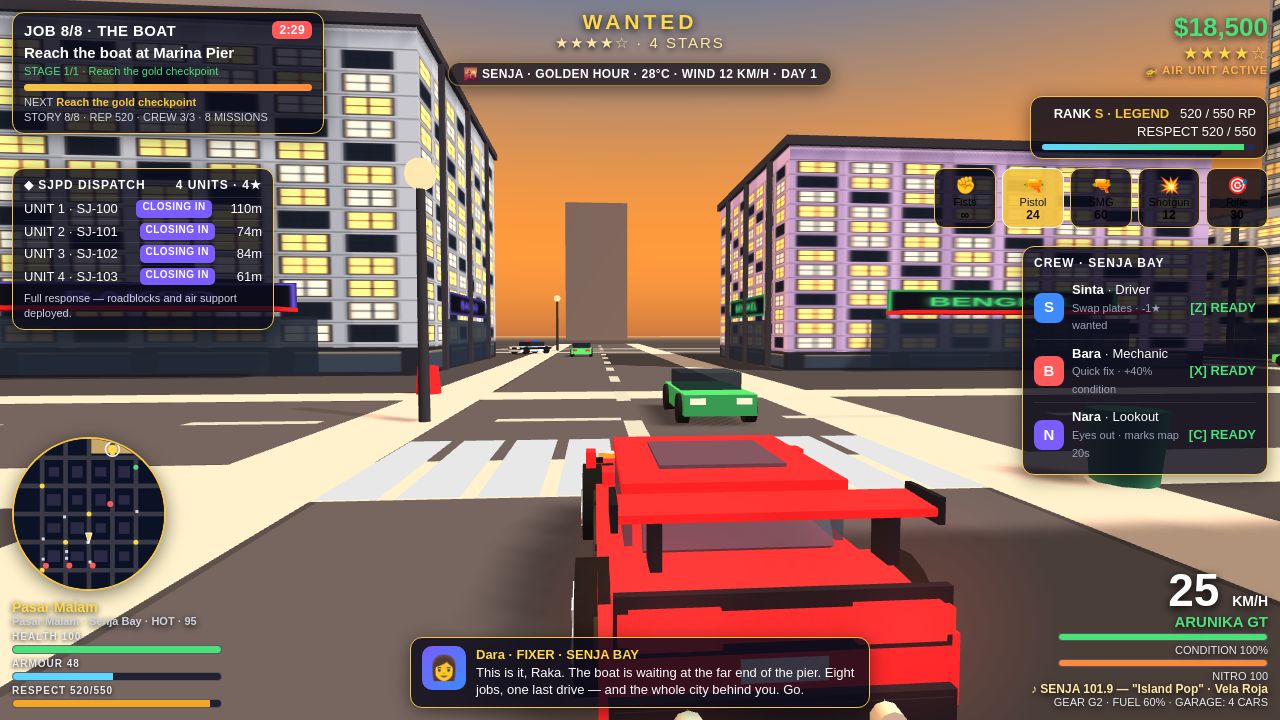 JOB 8/8 · THE BOAT 2:29
Reach the boat at Marina Pier
STAGE 1/1 · Reach the gold checkpoint
NEXT Reach the gold checkpoint
STORY 8/8 · REP 520 · CREW 3/3 · 8 MISSIONS
WANTED
★★★★☆ · 4 STARS
SENJA · GOLDEN HOUR · 28°C · WIND 12 KM/H · DAY 1
$18,500
★★★★☆
AIR UNIT ACTIVE
RANK S · LEGEND 520 / 550 RP
RESPECT 520 / 550
Fists ∞
Pistol 24
SMG 60
Shotgun 12
Rifle 30
◆ SJPD DISPATCH 4 UNITS · 4★
UNIT 1 · SJ-100 CLOSING IN 110m
UNIT 2 · SJ-101 CLOSING IN 74m
UNIT 3 · SJ-102 CLOSING IN 84m
UNIT 4 · SJ-103 CLOSING IN 61m
Full response — roadblocks and air support
deployed.
CREW · SENJA BAY
S Sinta · Driver
Swap plates · -1★
wanted
[Z] READY
B Bara · Mechanic
Quick fix · +40%
condition
[X] READY
N Nara · Lookout
Eyes out · marks map
20s
[C] READY
Pasar Malam
Pasar Malam · Senja Bay · HOT · 95
HEALTH 100
ARMOUR 48
RESPECT 520/550
Dara · FIXER · SENJA BAY
This is it, Raka. The boat is waiting at the far end of the pier. Eight
jobs, one last drive — and the whole city behind you. Go.
25 KM/H
ARUNIKA GT
CONDITION 100%
NITRO 100
♪ SENJA 101.9 — "Island Pop" · Vela Roja
GEAR G2 · FUEL 60% · GARAGE: 4 CARS